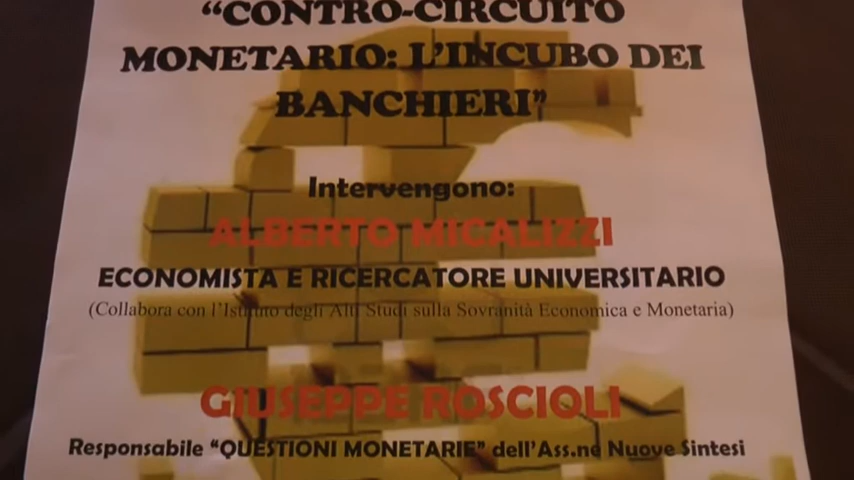 “CONTRO-CIRCUITO
MONETARIO: L’INCUBO DEI
BANCHIERI”
Intervengono:
ALBERTO MICALIZZI
ECONOMISTA E RICERCATORE UNIVERSITARIO
(Collabora con l’Istituto degli Alti Studi sulla Sovranità Economica e Monetaria)
GIUSEPPE ROSCIOLI
Responsabile “QUESTIONI MONETARIE” dell’Ass.ne Nuove Sintesi